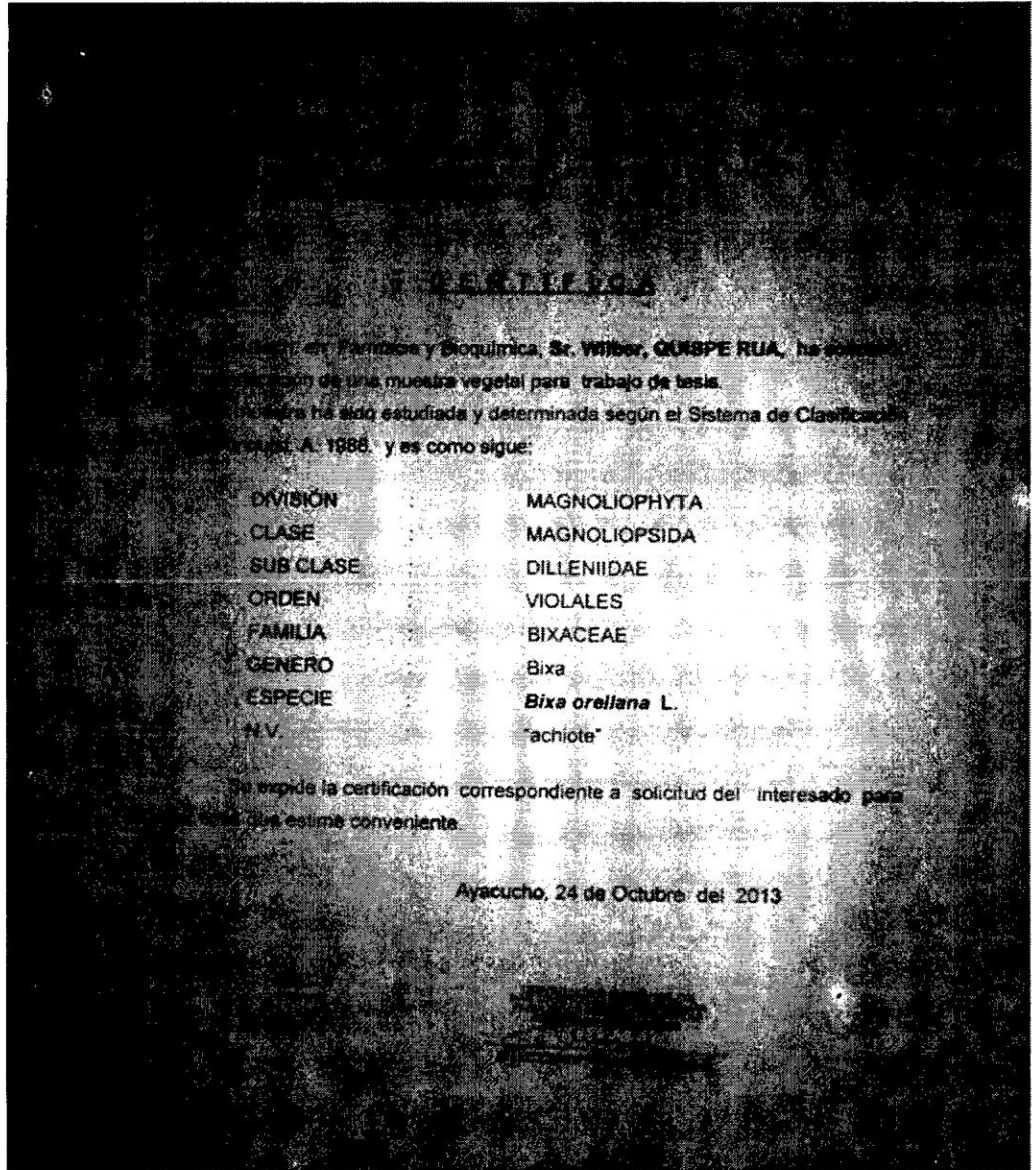 CERTIFICA
en Farmacia y Bioquímica, Sr. Wilber, QUISPE RUA, ha
de una muestra vegetal para trabajo de tesis.
ha sido estudiada y determinada según el Sistema de Clasificación
A. 1988. y es como sigue:
DIVISIÓN : MAGNOLIOPHYTA
CLASE : MAGNOLIOPSIDA
SUB CLASE : DILLENIIDAE
ORDEN : VIOLALES
FAMILIA : BIXACEAE
GENERO : Bixa
ESPECIE : Bixa orellana L.
N.V. : "achiote"
Se expide la certificación correspondiente a solicitud del interesado para
que estime conveniente.
Ayacucho, 24 de Octubre del 2013